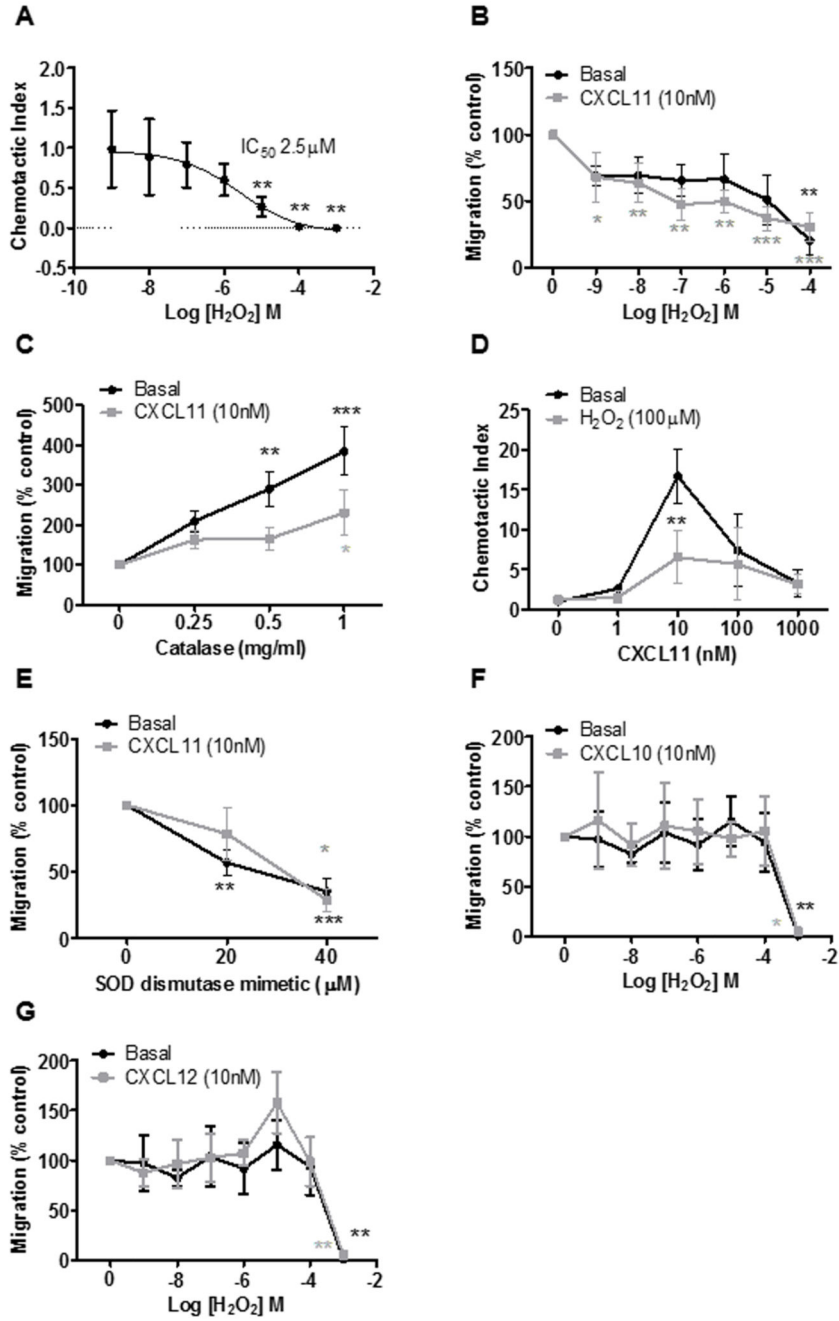 A
Chemotactic Index
2.0
1.5
1.0
0.5
0.0
-0.5
IC50 2.5µM
**
**
**
-10
-8
-6
-4
-2
Log [H2O2] M
B
Basal
CXCL11 (10nM)
Migration (% control)
150
100
50
0
**
*
**
**
**
***
***
0
-9
-8
-7
-6
-5
-4
Log [H2O2] M
C
Basal
CXCL11 (10nM)
Migration (% control)
500
400
300
200
100
0
**
***
*
0
0.25
0.5
1
Catalase (mg/ml)
D
Basal
H2O2 (100µM)
Chemotactic Index
25
20
15
10
5
0
**
0
1
10
100
1000
CXCL11 (nM)
E
Basal
CXCL11 (10nM)
Migration (% control)
150
100
50
0
*
**
***
0
20
40
SOD dismutase mimetic (µM)
F
Basal
CXCL10 (10nM)
Migration (% control)
200
150
100
50
0
**
*
0
-8
-6
-4
-2
Log [H2O2] M
G
Basal
CXCL12 (10nM)
Migration (% control)
200
150
100
50
0
**
**
0
-8
-6
-4
-2
Log [H2O2] M